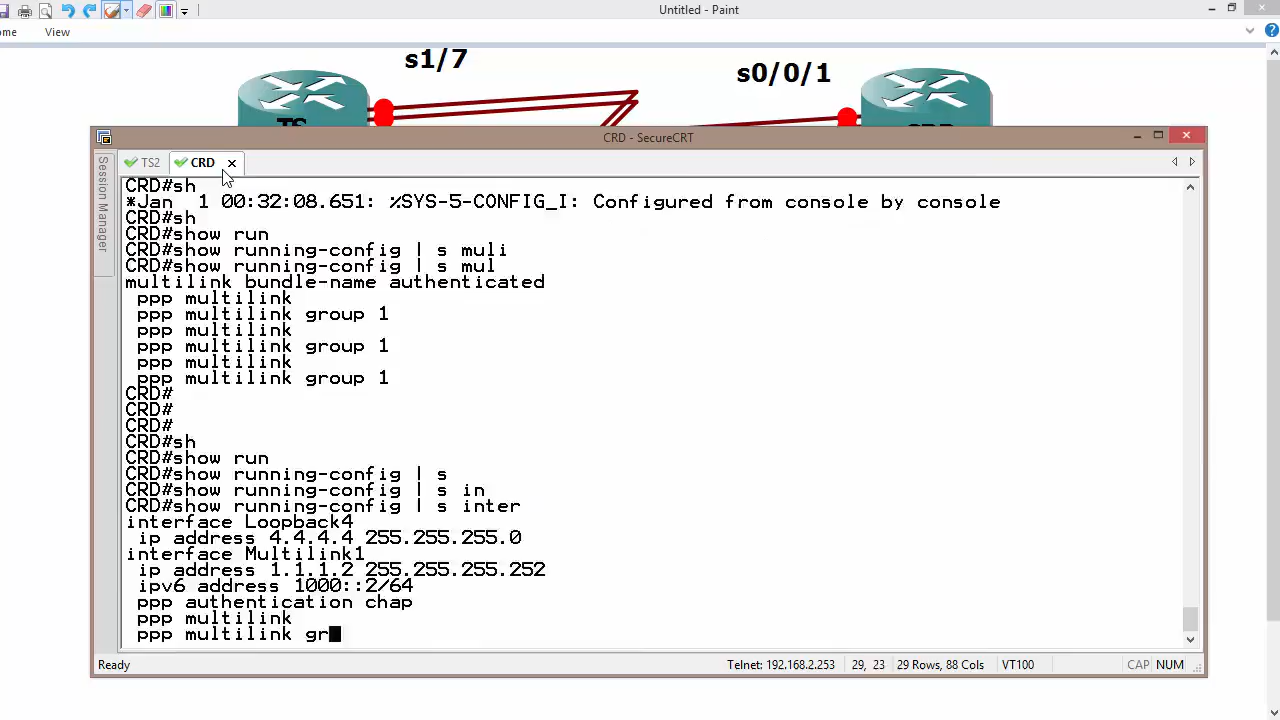 Untitled - Paint
ome View
s1/7
s0/0/1
TS
CRD
CRD - SecureCRT
TS2 CRD
Session Manager
CRD#sh
*Jan  1 00:32:08.651: %SYS-5-CONFIG_I: Configured from console by console
CRD#sh
CRD#show run
CRD#show running-config | s muli
CRD#show running-config | s mul
multilink bundle-name authenticated
 ppp multilink
 ppp multilink group 1
 ppp multilink
 ppp multilink group 1
 ppp multilink
 ppp multilink group 1
CRD#
CRD#
CRD#
CRD#sh
CRD#show run
CRD#show running-config | s
CRD#show running-config | s in
CRD#show running-config | s inter
interface Loopback4
 ip address 4.4.4.4 255.255.255.0
interface Multilink1
 ip address 1.1.1.2 255.255.255.252
 ipv6 address 1000::2/64
 ppp authentication chap
 ppp multilink
 ppp multilink gr
Ready Telnet: 192.168.2.253 29, 23 29 Rows, 88 Cols VT100 CAP NUM